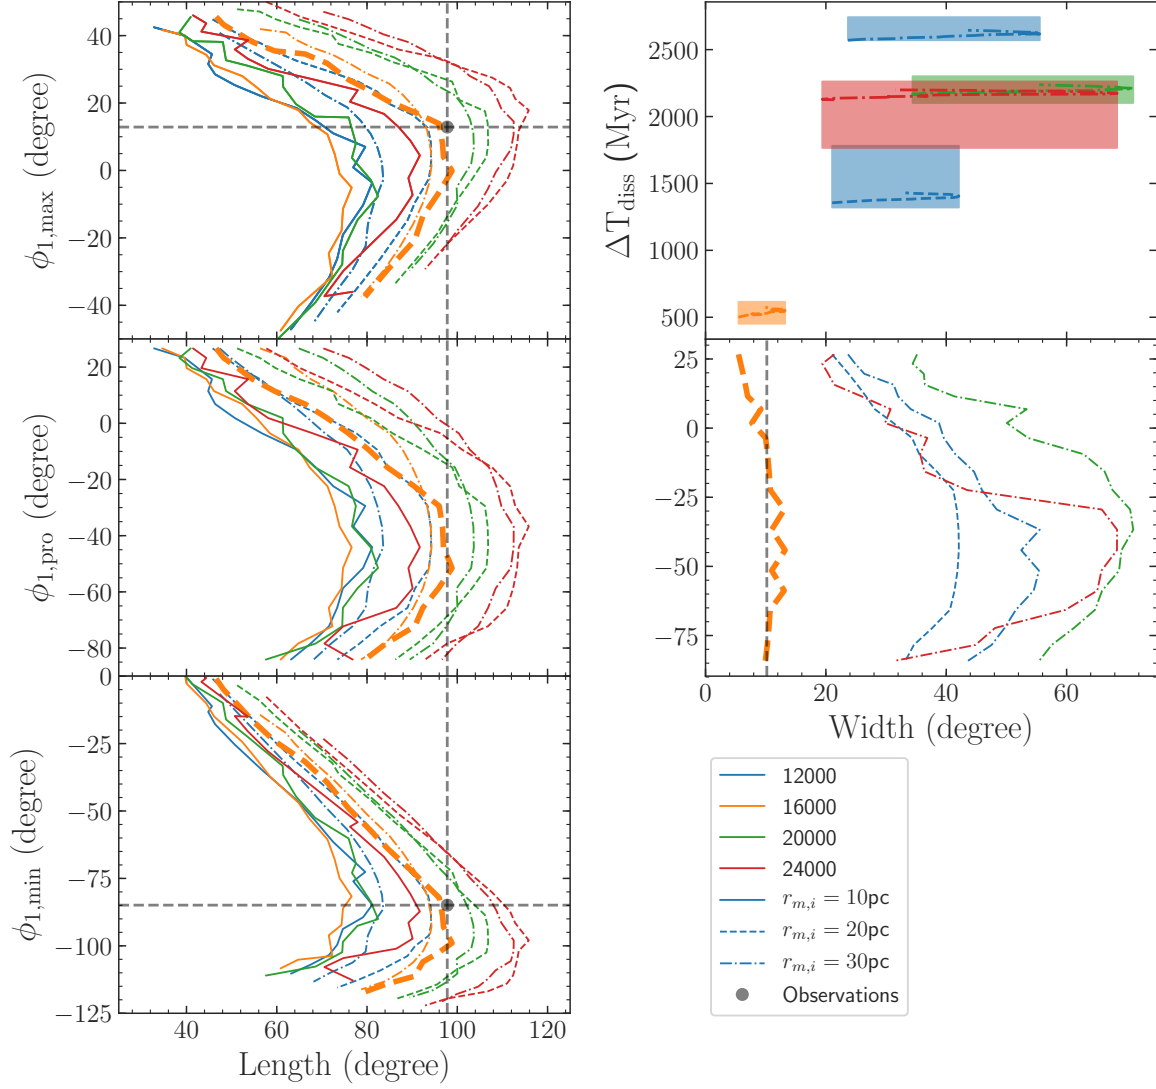 40
20
0
−20
−40
ϕ1,max (degree)
20
0
−20
−40
−60
−80
ϕ1,pro (degree)
0
−25
−50
−75
−100
−125
ϕ1,min (degree)
40 60 80 100 120
Length (degree)
2500
2000
1500
1000
500
ΔTdiss (Myr)
25
0
−25
−50
−75
0 20 40 60
Width (degree)
12000
16000
20000
24000
rm,i = 10pc
rm,i = 20pc
rm,i = 30pc
Observations